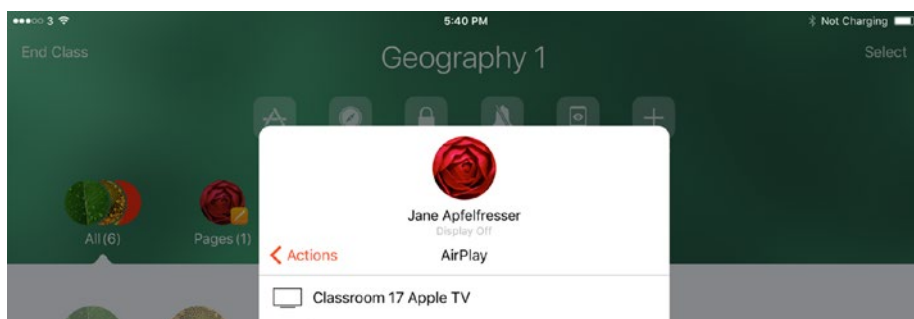 3 5:40 PM Not Charging
End Class Geography 1 Select
Jane Apfelfresser
Display Off
All (6) Pages (1)
Actions AirPlay
Classroom 17 Apple TV